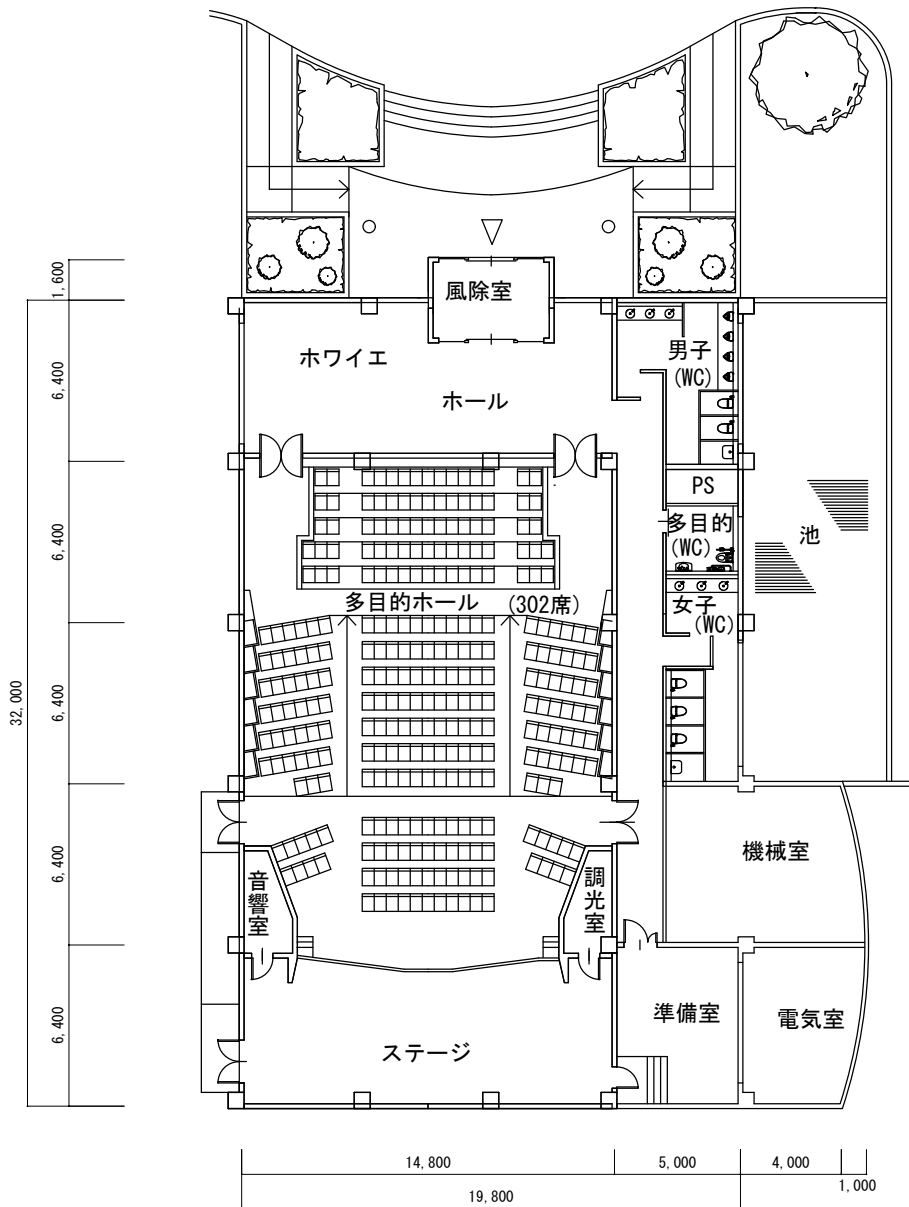 風除室
1,600
ホワイエ
ホール
男子
(WC)
6,400
PS
多目的
(WC)
池
6,400
女子
(WC)
多目的ホール (302席)
32,000
6,400
機械室
音響室
調光室
6,400
準備室
電気室
ステージ
6,400
14,800
5,000
4,000
1,000
19,800